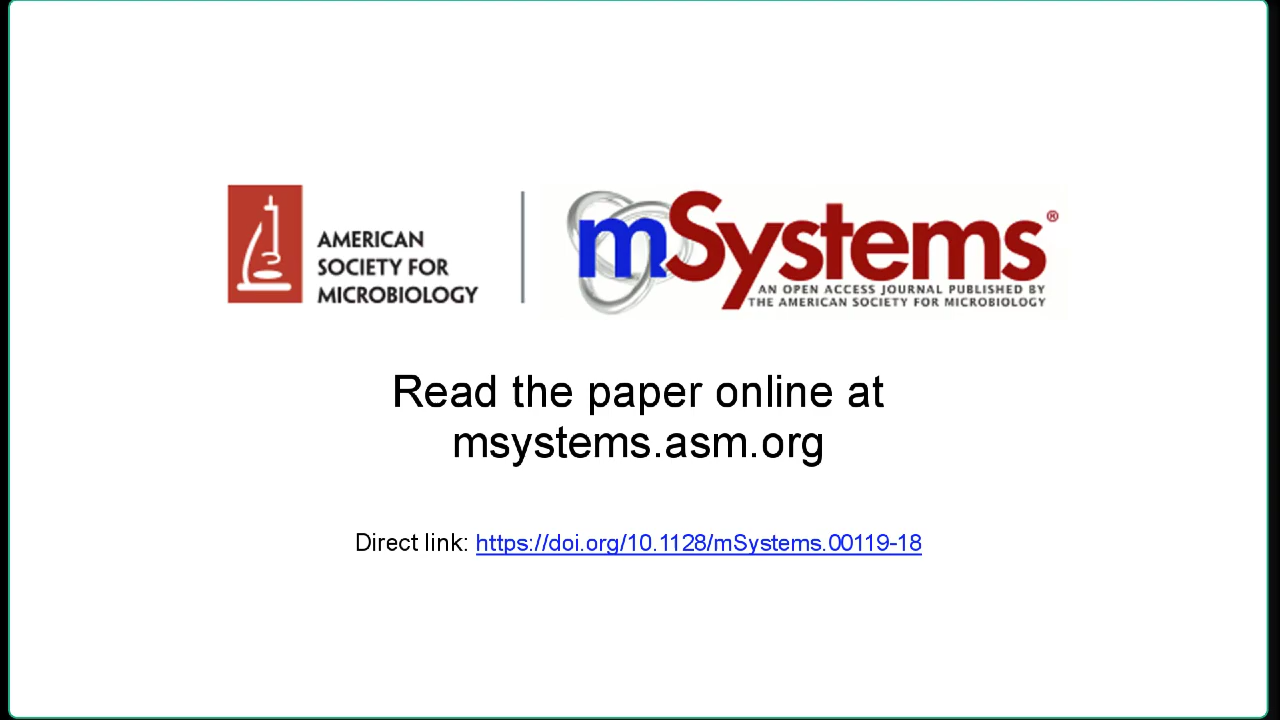 AMERICAN
SOCIETY FOR
MICROBIOLOGY
mSystems®
AN OPEN ACCESS JOURNAL PUBLISHED BY
THE AMERICAN SOCIETY FOR MICROBIOLOGY
Read the paper online at
msystems.asm.org
Direct link: https://doi.org/10.1128/mSystems.00119-18